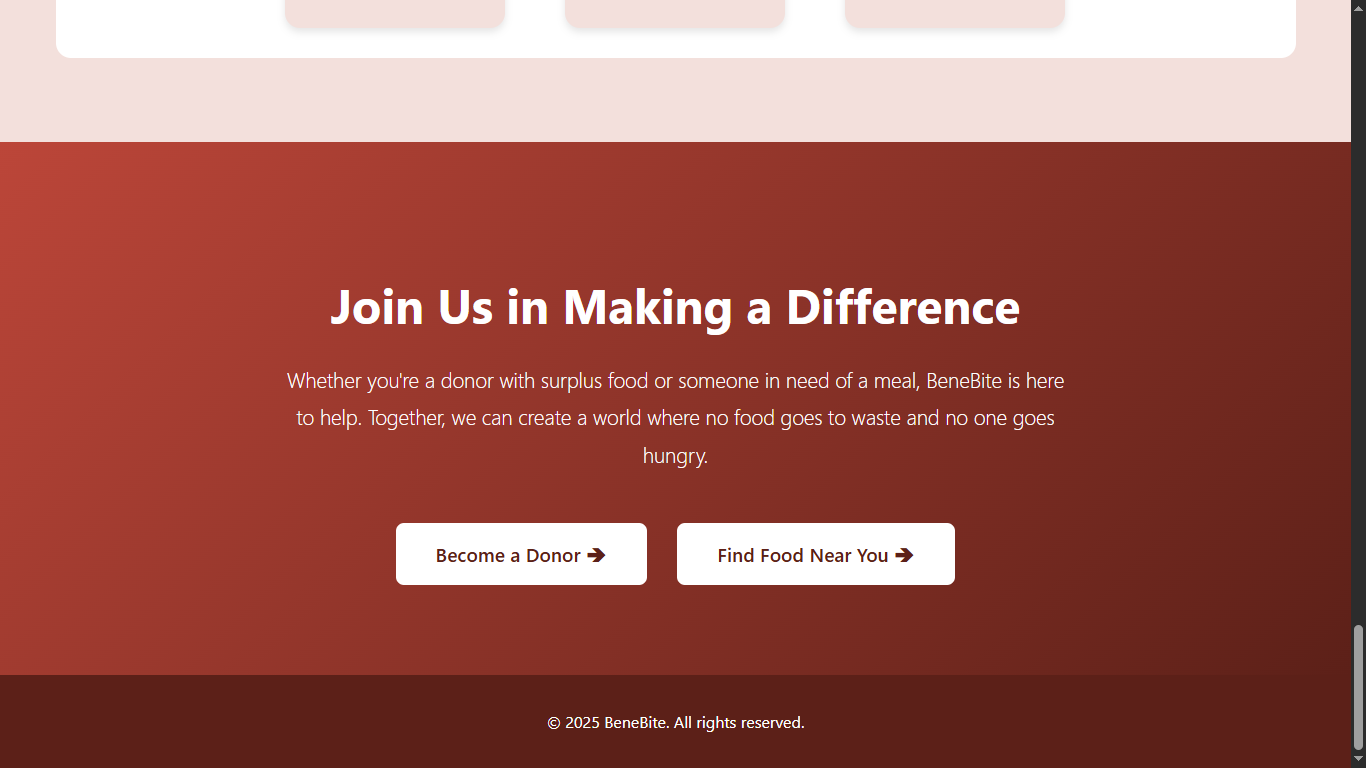 Join Us in Making a Difference
Whether you're a donor with surplus food or someone in need of a meal, BeneBite is here
to help. Together, we can create a world where no food goes to waste and no one goes
hungry.
Become a Donor ➔
Find Food Near You ➔
© 2025 BeneBite. All rights reserved.